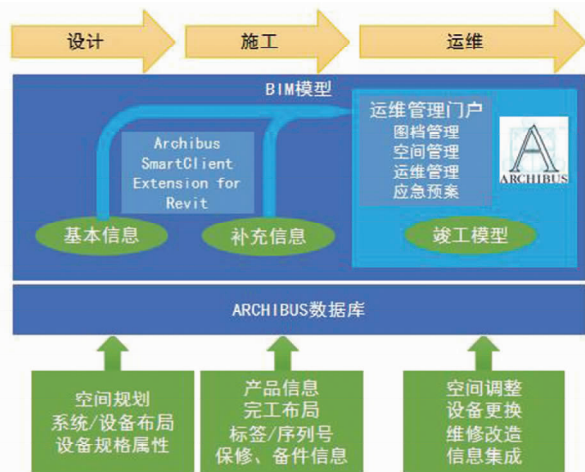 设计
施工
运维
BIM模型
Archibus
SmartClient
Extension for
Revit
运维管理门户
图档管理
空间管理
运维管理
应急预案
ARCHIBUS
基本信息
补充信息
竣工模型
ARCHIBUS数据库
空间规划
系统/设备布局
设备规格属性
产品信息
完工布局
标签/序列号
保修、备件信息
空间调整
设备更换
维修改造
信息集成